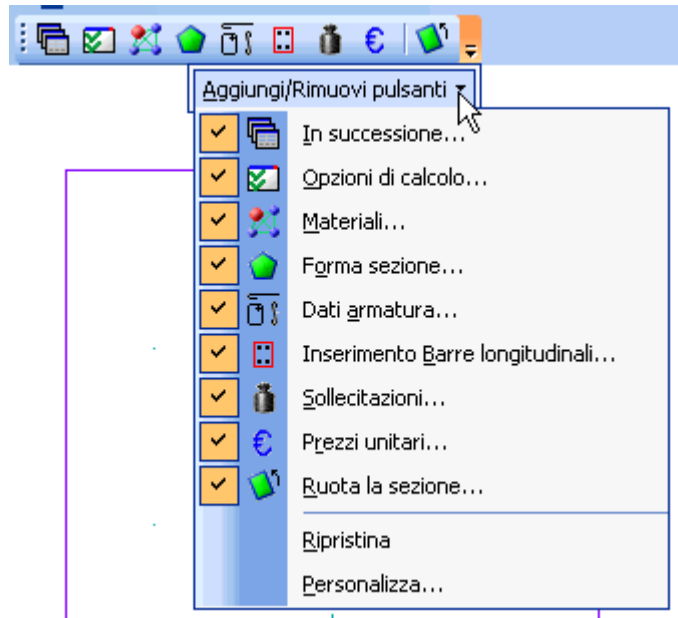 €
Aggiungi/Rimuovi pulsanti
In successione...
Opzioni di calcolo...
Materiali...
Forma sezione...
Dati armatura...
Inserimento Barre longitudinali...
Sollecitazioni...
€ Prezzi unitari...
Ruota la sezione...
Ripristina
Personalizza...